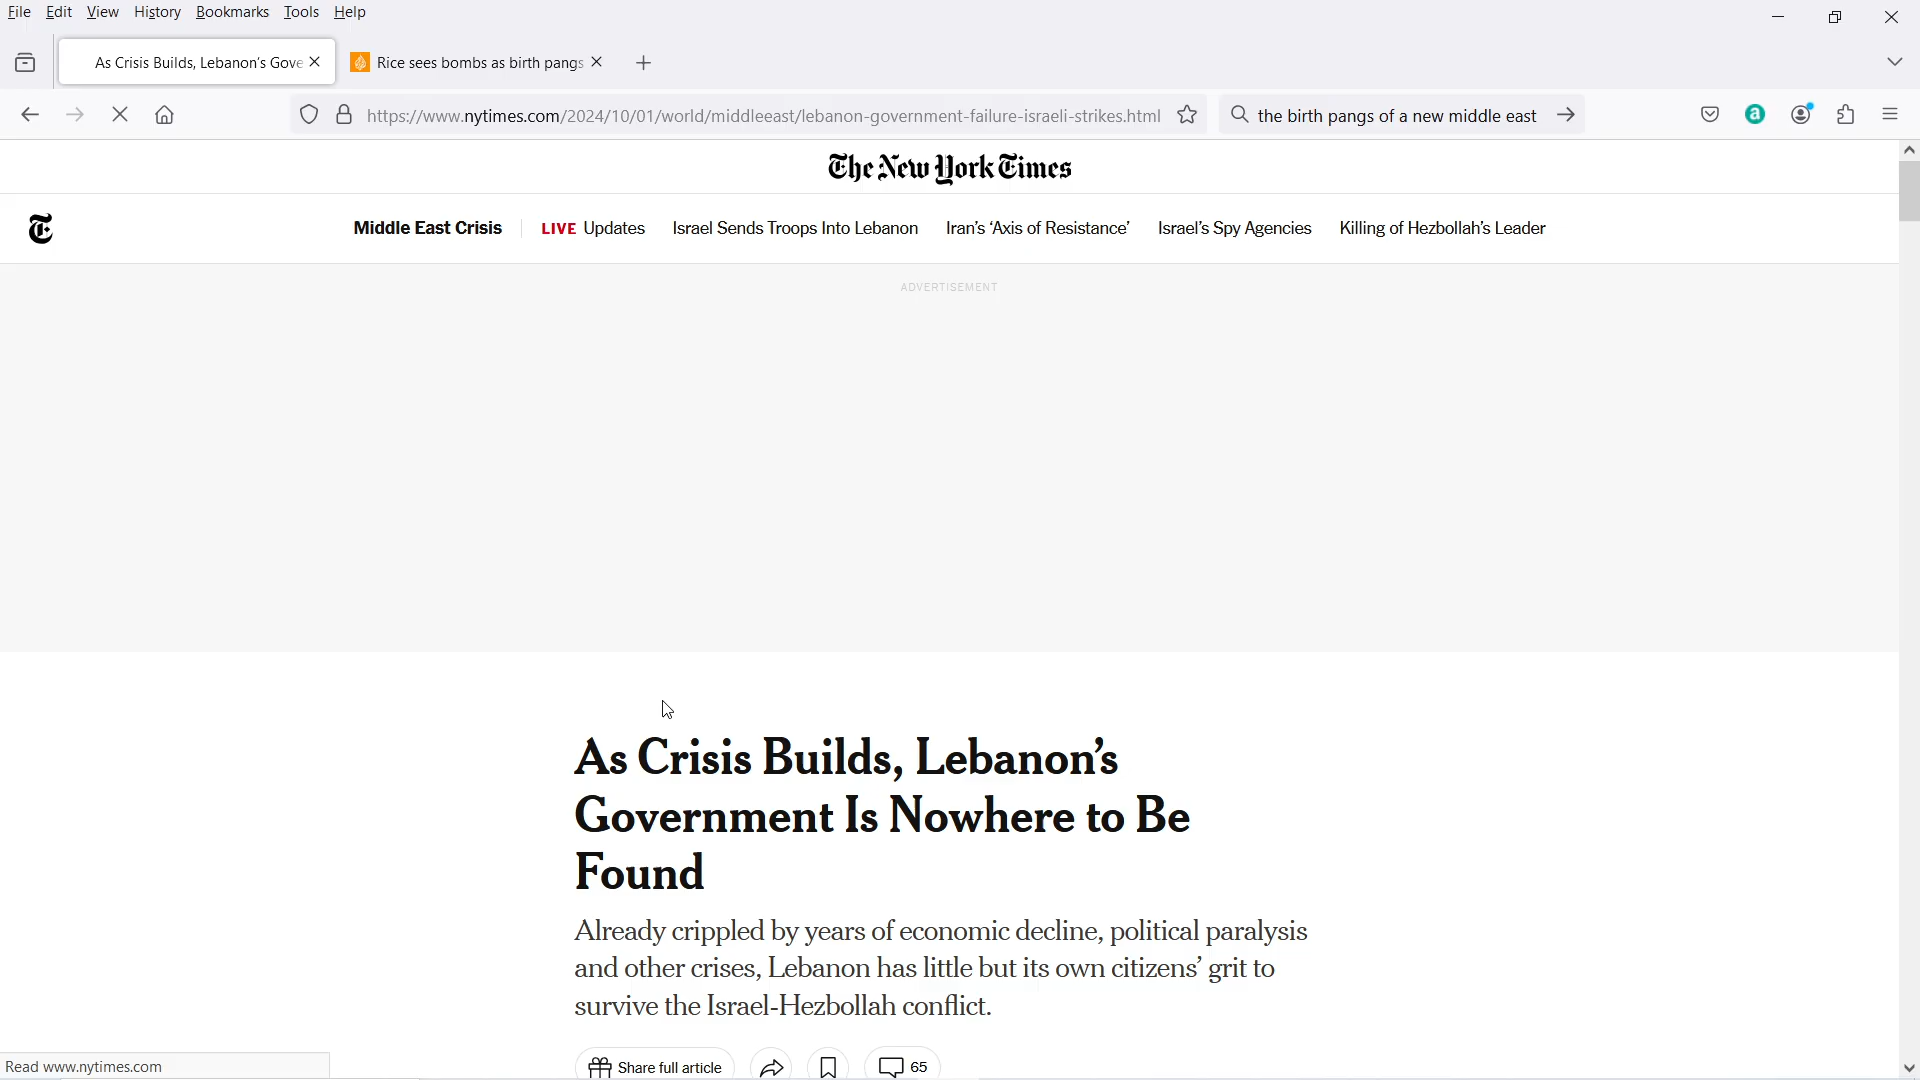 File Edit View History Bookmarks Tools Help
As Crisis Builds, Lebanon's Gove Rice sees bombs as birth pangs
https://www.nytimes.com/2024/10/01/world/middleeast/lebanon-government-failure-israeli-strikes.html the birth pangs of a new middle east
The New York Times
Middle East Crisis LIVE Updates Israel Sends Troops Into Lebanon Iran's ‘Axis of Resistance’ Israel's Spy Agencies Killing of Hezbollah's Leader
ADVERTISEMENT
As Crisis Builds, Lebanon’s
Government Is Nowhere to Be
Found
Already crippled by years of economic decline, political paralysis
and other crises, Lebanon has little but its own citizens’ grit to
survive the Israel-Hezbollah conflict.
Share full article 65
Read www.nytimes.com